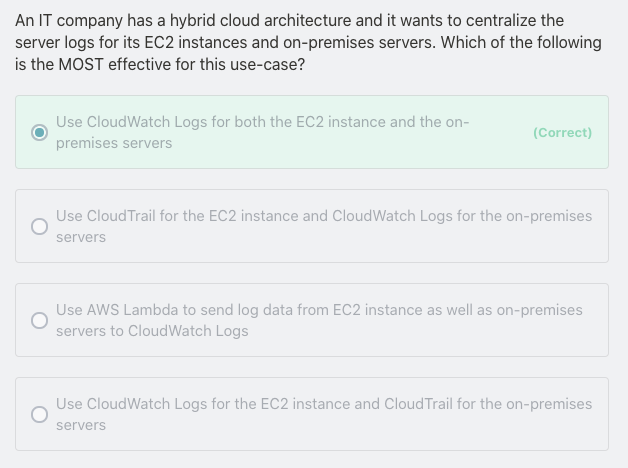 An IT company has a hybrid cloud architecture and it wants to centralize the
server logs for its EC2 instances and on-premises servers. Which of the following
is the MOST effective for this use-case?
Use CloudWatch Logs for both the EC2 instance and the on-
premises servers
(Correct)
Use CloudTrail for the EC2 instance and CloudWatch Logs for the on-premises
servers
Use AWS Lambda to send log data from EC2 instance as well as on-premises
servers to CloudWatch Logs
Use CloudWatch Logs for the EC2 instance and CloudTrail for the on-premises
servers